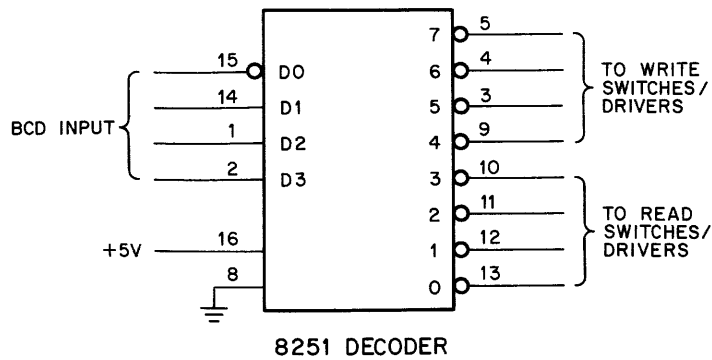 7 5
15 D0 6 4
14 D1 5 3
TO WRITE
SWITCHES/
DRIVERS
BCD INPUT
1 D2 4 9
2 D3 3 10
2 11
TO READ
SWITCHES/
DRIVERS
+5V 16 1 12
8 0 13
8251 DECODER